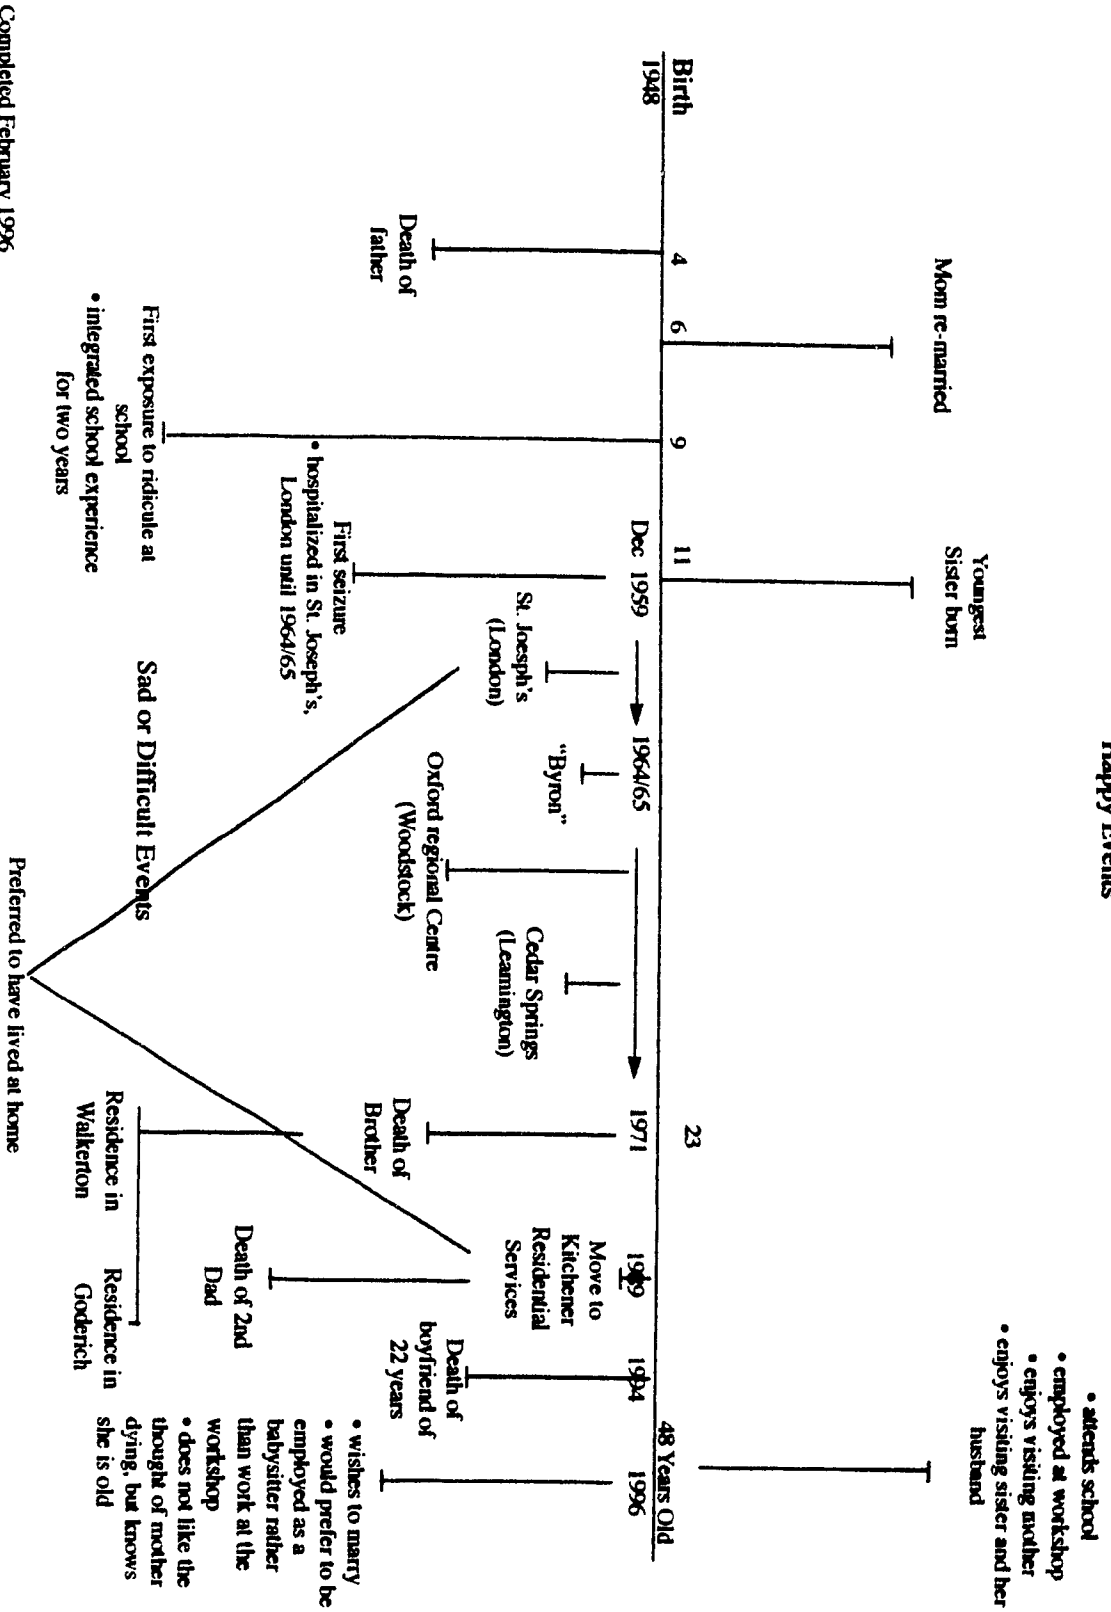 Happy Events
• attends school
• employed at workshop
• enjoys visiting mother
• enjoys visiting sister and her
husband
Mom re-married
Youngest
Sister born
Birth
4
6
9
11
23
48 Years Old
1948
Dec 1959
1964/65
1971
1989
1994
1996
Death of
father
First exposure to ridicule at
school
• integrated school experience
for two years
First seizure
• hospitalized in St. Joseph's,
London until 1964/65
St. Joesph's
(London)
"Byron"
Oxford regional Centre
(Woodstock)
Cedar Springs
(Leamington)
Death of
Brother
Residence in
Walkerton
Residence in
Goderich
Move to
Kitchener
Residential
Services
Death of 2nd
Dad
Death of
boyfriend of
22 years
• wishes to marry
• would prefer to be
employed as a
babysitter rather
than work at the
workshop
• does not like the
thought of mother
dying, but knows
she is old
Sad or Difficult Events
Preferred to have lived at home
Completed February 1996